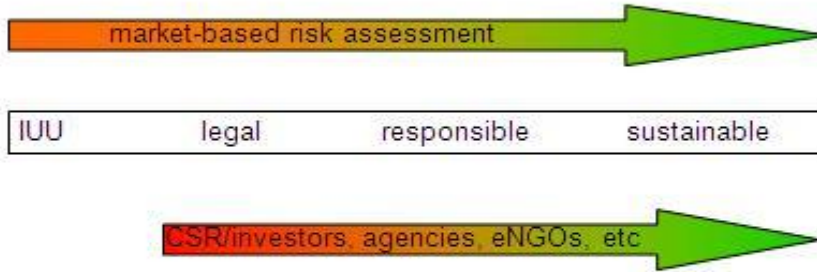 market-based risk assessment
IUU legal responsible sustainable
CSR/investors, agencies, eNGOs, etc